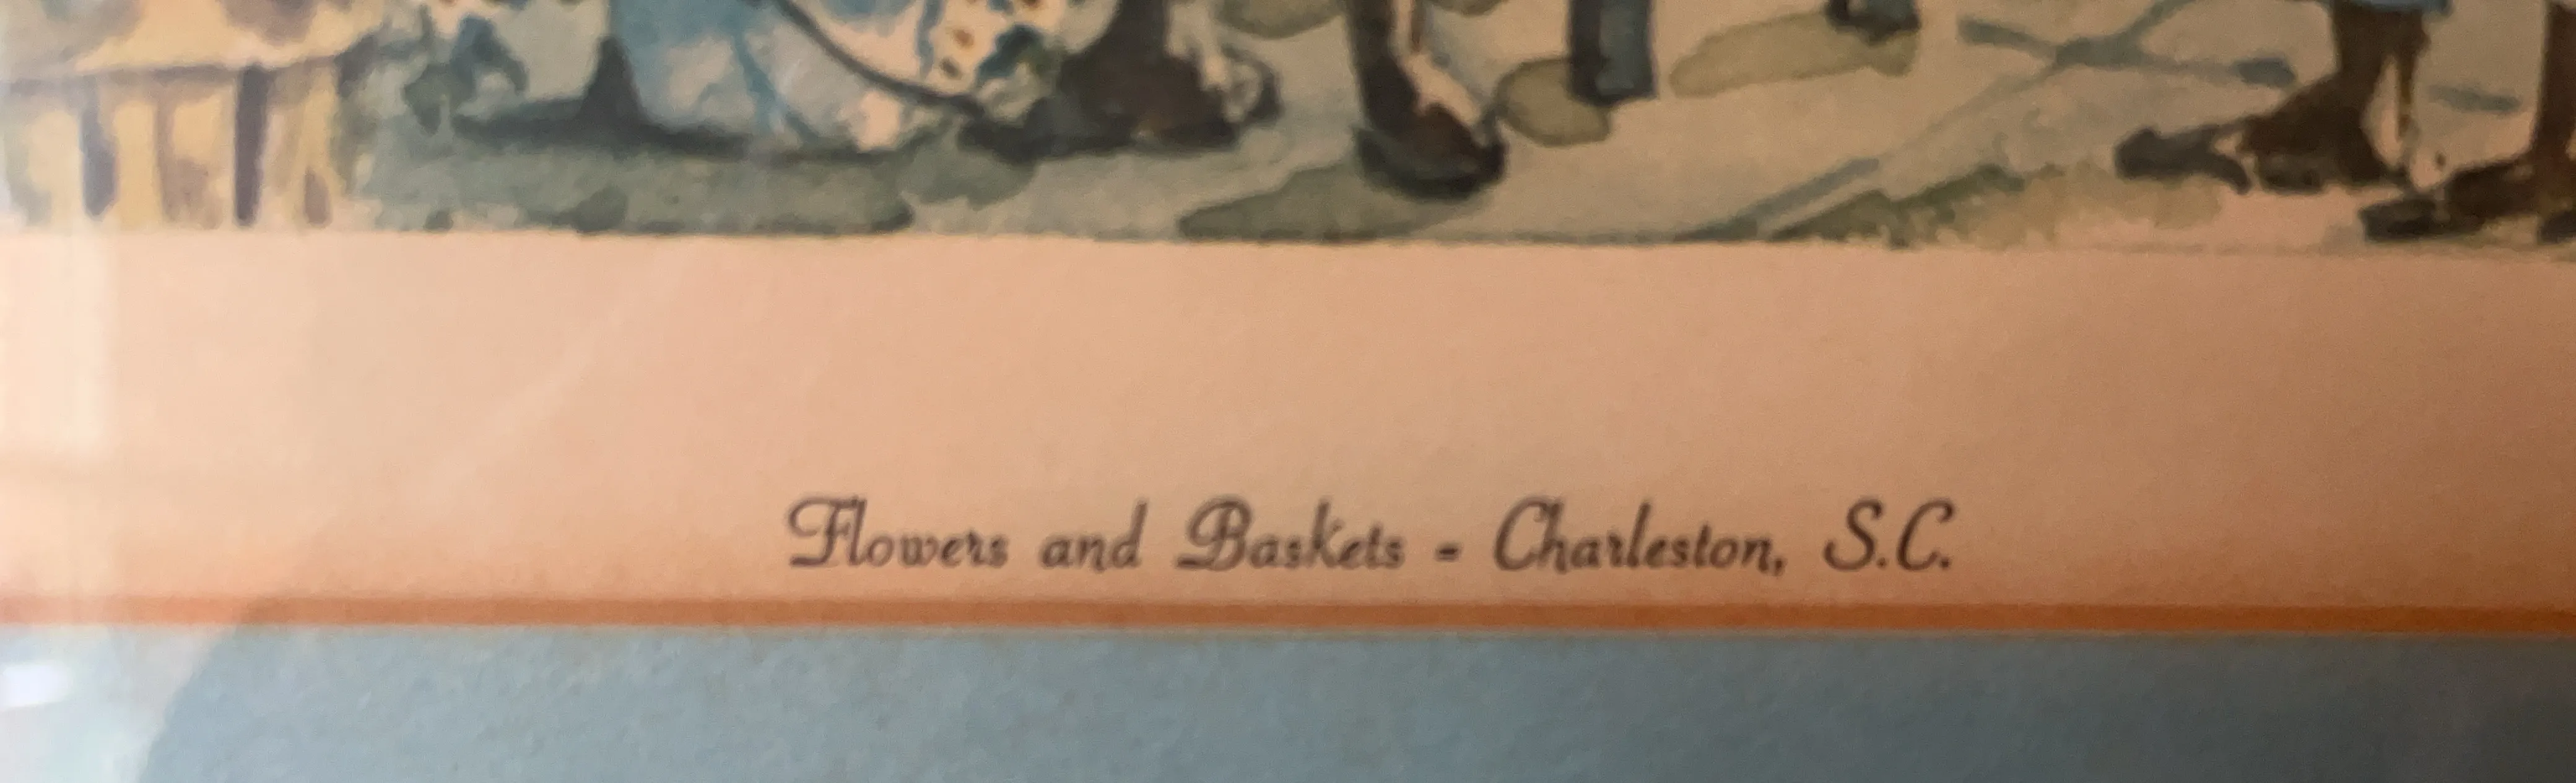 Flowers and Baskets - Charleston, S.C.